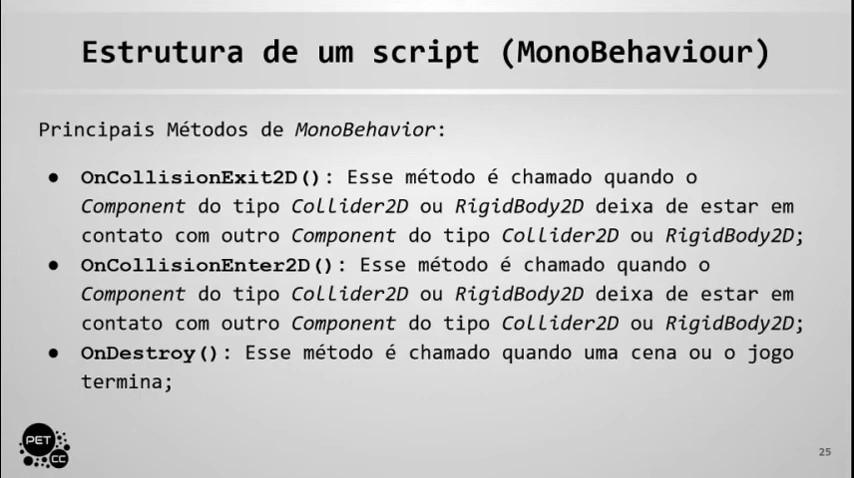 Estrutura de um script (MonoBehaviour)
Principais Métodos de MonoBehavior:
● OnCollisionExit2D(): Esse método é chamado quando o
Component do tipo Collider2D ou RigidBody2D deixa de estar em
contato com outro Component do tipo Collider2D ou RigidBody2D;
● OnCollisionEnter2D(): Esse método é chamado quando o
Component do tipo Collider2D ou RigidBody2D deixa de estar em
contato com outro Component do tipo Collider2D ou RigidBody2D;
● OnDestroy(): Esse método é chamado quando uma cena ou o jogo
termina;
PET
CC
25